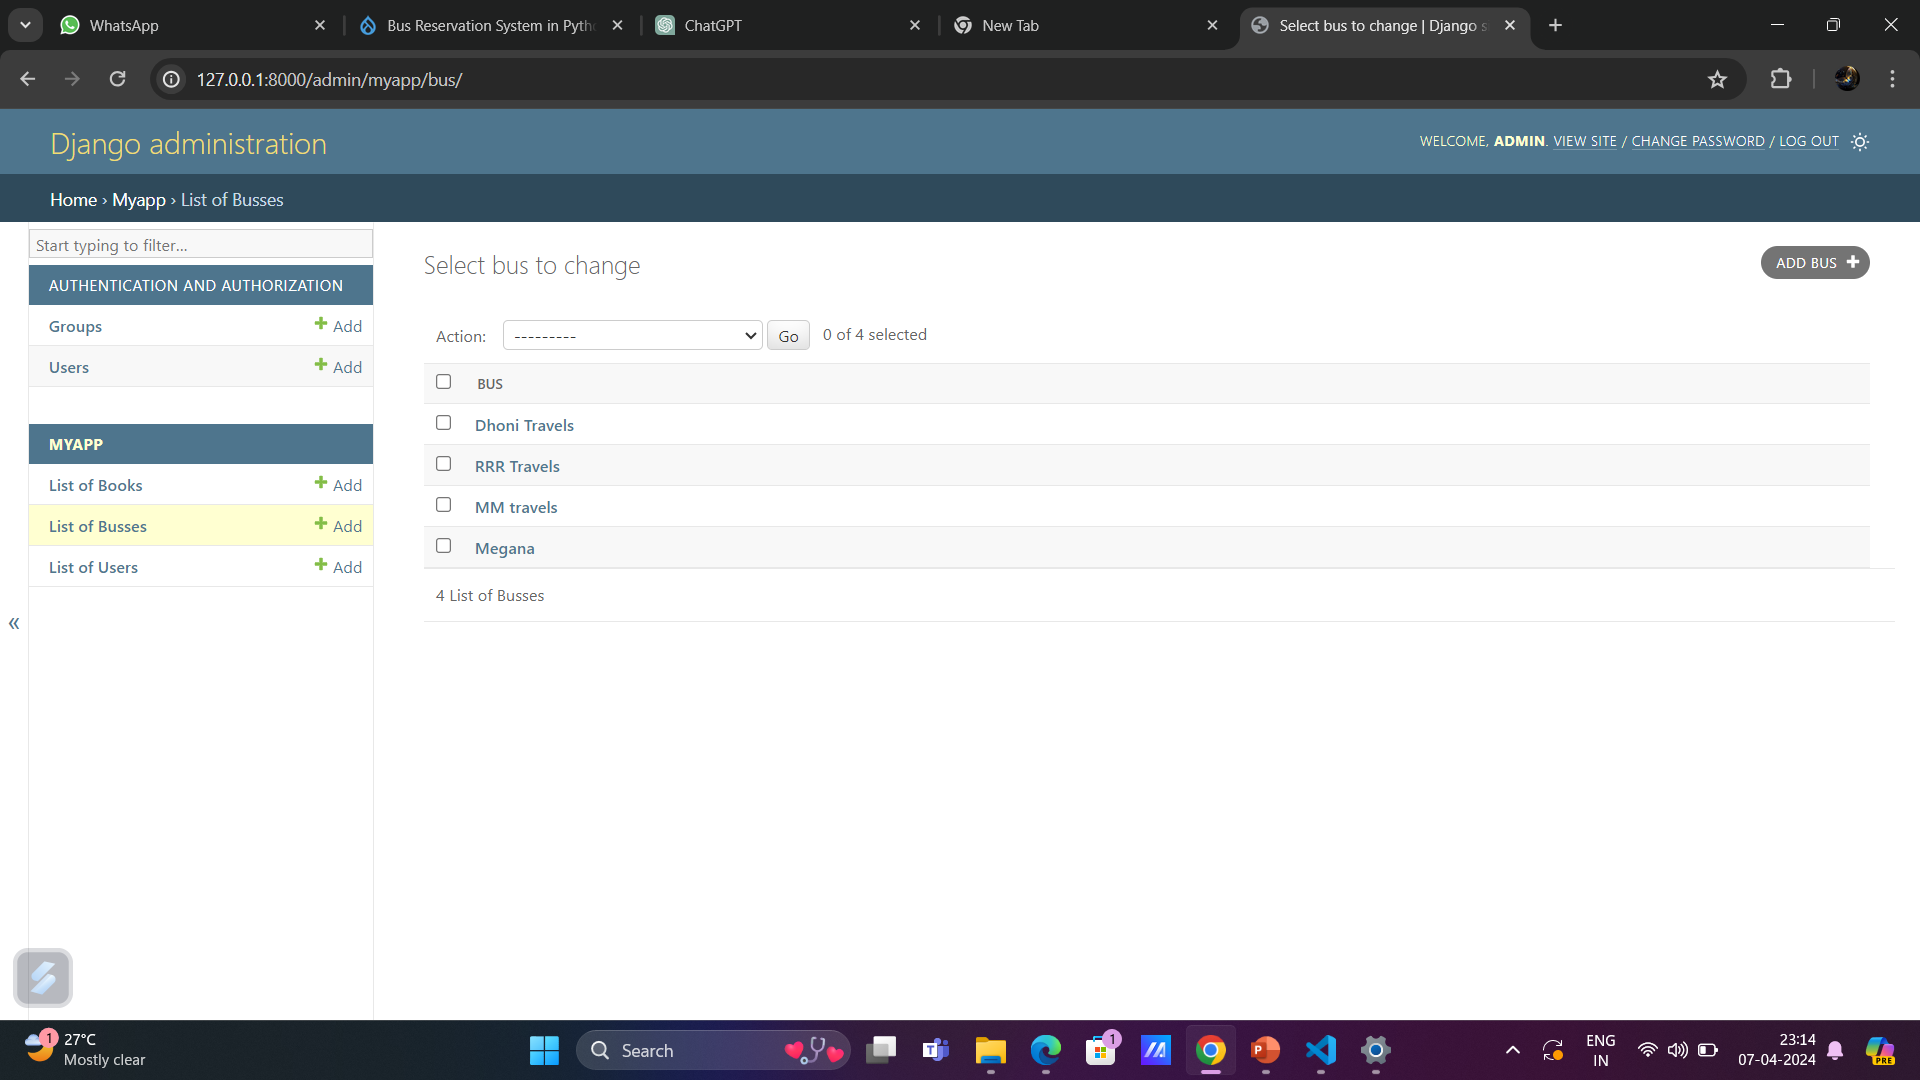 WhatsApp
Bus Reservation System in Pyth
ChatGPT
New Tab
Select bus to change | Django s
127.0.0.1:8000/admin/myapp/bus/
Django administration
WELCOME, ADMIN. VIEW SITE / CHANGE PASSWORD / LOG OUT
Home › Myapp › List of Busses
Start typing to filter...
AUTHENTICATION AND AUTHORIZATION
Groups + Add
Users + Add
MYAPP
List of Books + Add
List of Busses + Add
List of Users + Add
«
Select bus to change
ADD BUS +
Action: --------- Go 0 of 4 selected
BUS
Dhoni Travels
RRR Travels
MM travels
Megana
4 List of Busses
1
27°C
Mostly clear
Search
1
ENG
IN
23:14
07-04-2024
PRE